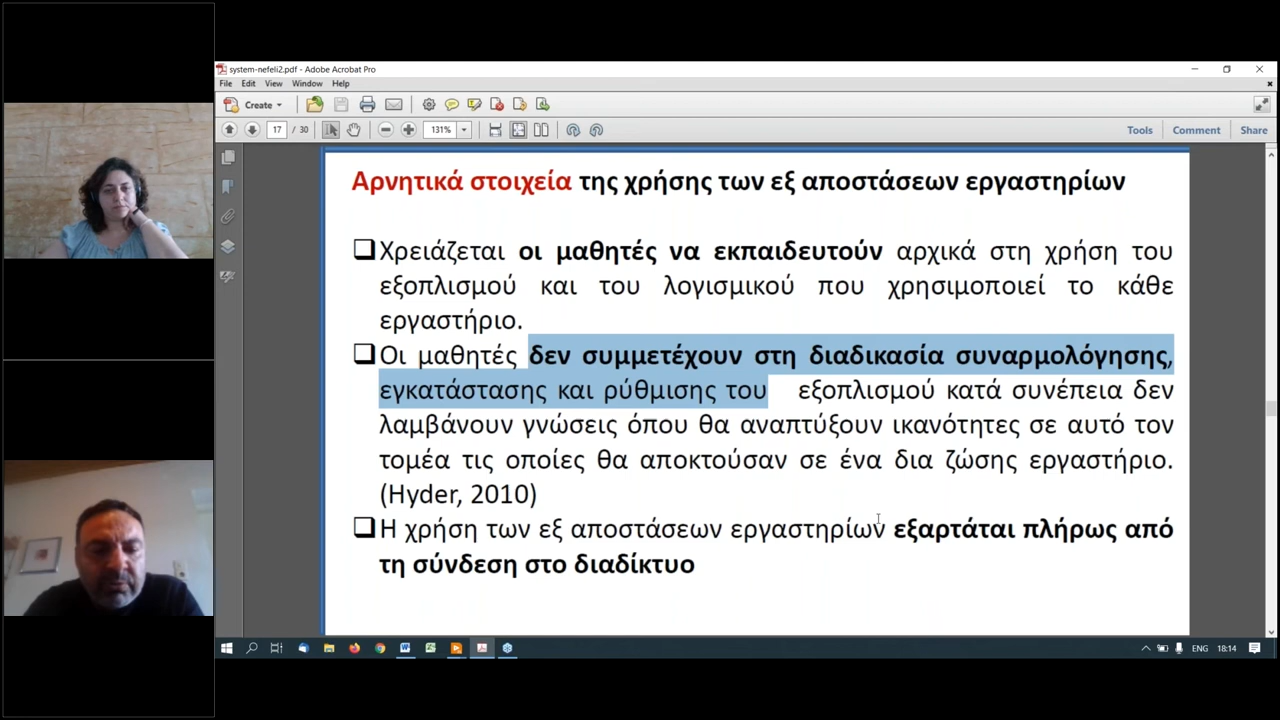 system-nefeli2.pdf - Adobe Acrobat Pro
File Edit View Window Help
Create
17 / 30 131% Tools Comment Share
Αρνητικά στοιχεία της χρήσης των εξ αποστάσεων εργαστηρίων
Χρειάζεται οι μαθητές να εκπαιδευτούν αρχικά στη χρήση του
εξοπλισμού και του λογισμικού που χρησιμοποιεί το κάθε
εργαστήριο.
Οι μαθητές δεν συμμετέχουν στη διαδικασία συναρμολόγησης,
εγκατάστασης και ρύθμισης του εξοπλισμού κατά συνέπεια δεν
λαμβάνουν γνώσεις όπου θα αναπτύξουν ικανότητες σε αυτό τον
τομέα τις οποίες θα αποκτούσαν σε ένα δια ζώσης εργαστήριο.
(Hyder, 2010)
Η χρήση των εξ αποστάσεων εργαστηρίων εξαρτάται πλήρως από
τη σύνδεση στο διαδίκτυο
ENG 18:14